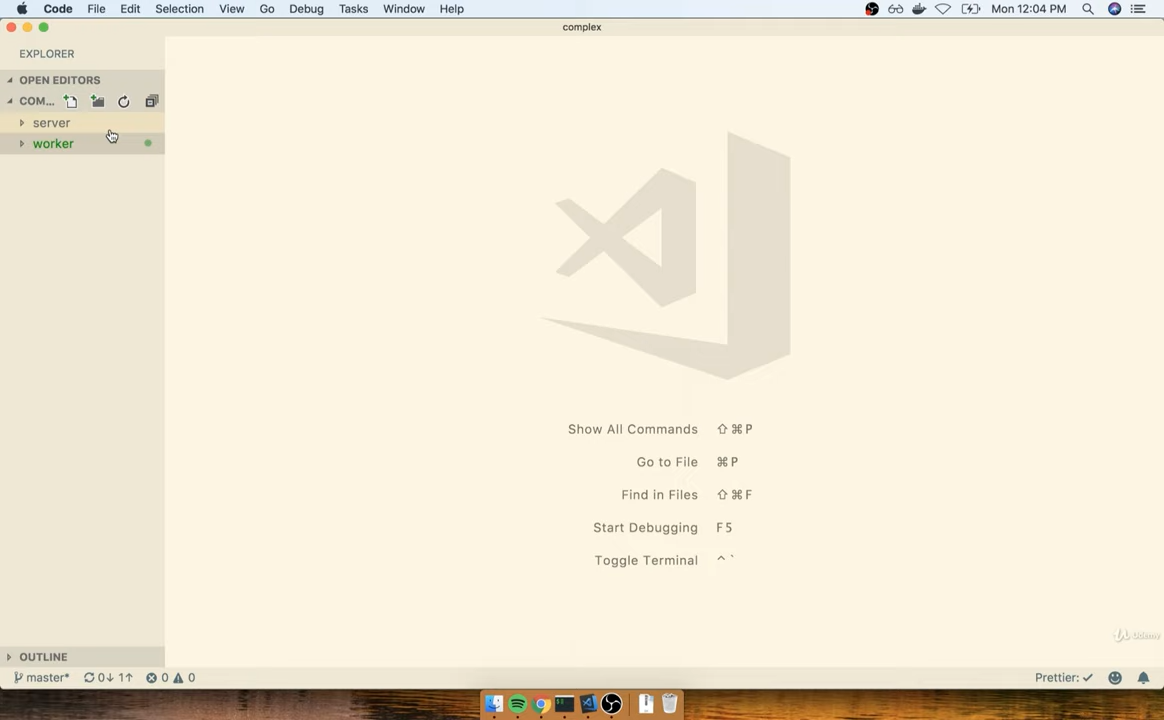 Code File Edit Selection View Go Debug Tasks Window Help Mon 12:04 PM
complex
EXPLORER
OPEN EDITORS
COM...
server
worker
Show All Commands ⇧⌘P
Go to File ⌘P
Find in Files ⇧⌘F
Start Debugging F5
Toggle Terminal ^`
Udemy
OUTLINE
master* 0↓ 1↑ 0 0 Prettier: ✓